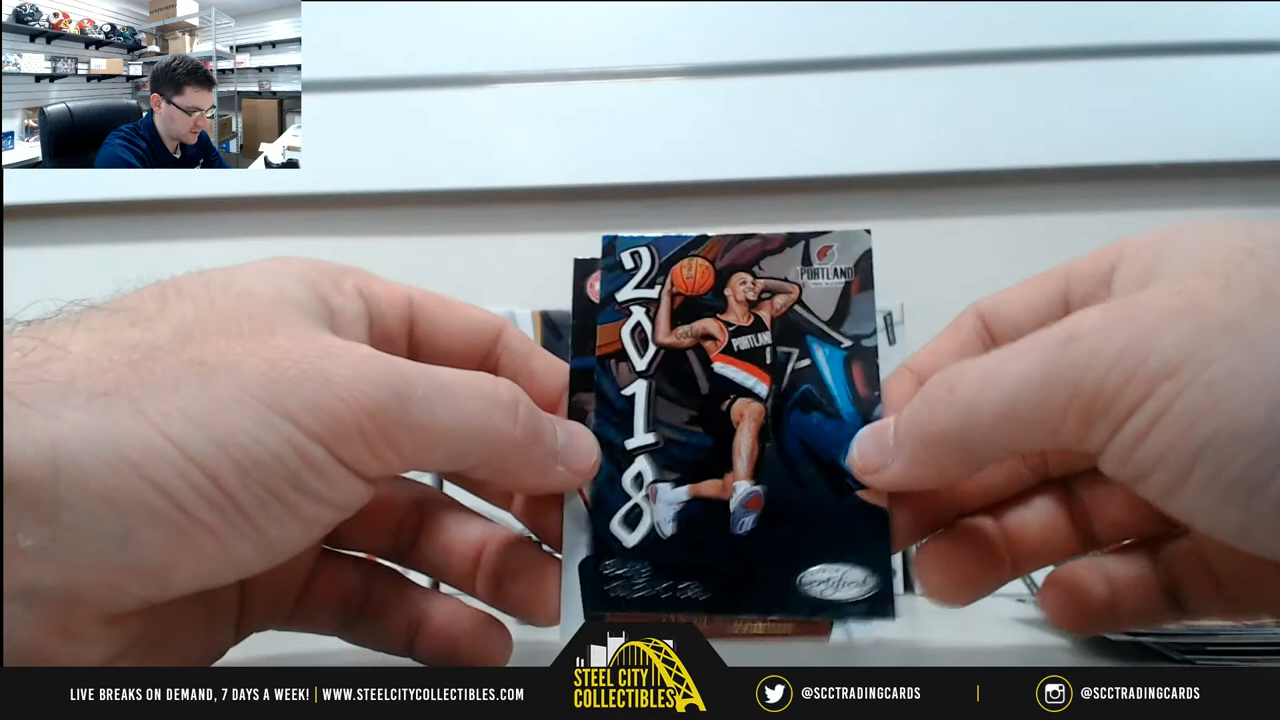 2018
PORTLAND
PORTLAND
Certified
LIVE BREAKS ON DEMAND, 7 DAYS A WEEK! | WWW.STEELCITYCOLLECTIBLES.COM
STEEL CITY
COLLECTIBLES
@SCCTRADINGCARDS
@SCCTRADINGCARDS